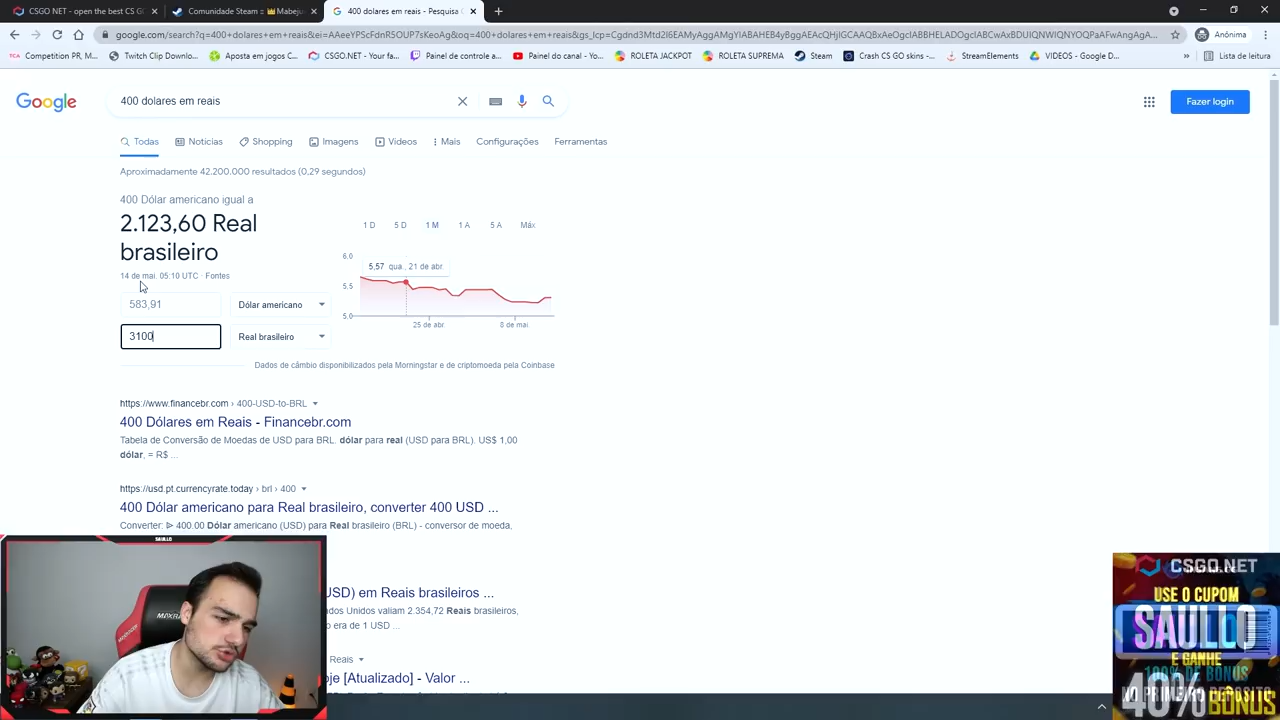 CSGO NET - open the best CS GO
Comunidade Steam :: Mabeju
400 dolares em reais - Pesquisa
google.com/search?q=400+dolares+em+reais&ei=
Anônima
Competition PR, M...
Twitch Clip Downlo...
Aposta em jogos C...
CSGO.NET - Your fa...
Painel de controle a...
Painel do canal - Yo...
ROLETA JACKPOT
ROLETA SUPREMA
Steam
Crash CS GO skins -...
StreamElements
VIDEOS - Google D...
»
Lista de leitura
Google
400 dolares em reais
Fazer login
Todas
Notícias
Shopping
Imagens
Vídeos
Mais
Configurações
Ferramentas
Aproximadamente 42.200.000 resultados (0,29 segundos)
400 Dólar americano igual a
2.123,60 Real
brasileiro
14 de mai. 05:10 UTC · Fontes
583,91
Dólar americano
3100
Real brasileiro
1 D
5 D
1 M
1 A
5 A
Máx
6,0
5,57 qua., 21 de abr.
5,5
5,0
25 de abr.
8 de mai.
Dados de câmbio disponibilizados pela Morningstar e de criptomoeda pela Coinbase
https://www.financebr.com › 400-USD-to-BRL
400 Dólares em Reais - Financebr.com
Tabela de Conversão de Moedas de USD para BRL. dólar para real (USD para BRL). US$ 1,00
dólar, = R$ ...
https://usd.pt.currencyrate.today › brl › 400
400 Dólar americano para Real brasileiro, converter 400 USD ...
Converter: ᐈ 400.00 Dólar americano (USD) para Real brasileiro (BRL) - conversor de moeda,
USD) em Reais brasileiros ...
dos Unidos valiam 2.354,72 Reais brasileiros,
o era de 1 USD ...
Reais
oje [Atualizado] - Valor ...
SAULLO
MAXRA
CSGO.NET
USE O CUPOM
SAULLO
E GANHE
100% DE BONUS
NO PRIMEIRO DEPOSITO
40% BONUS